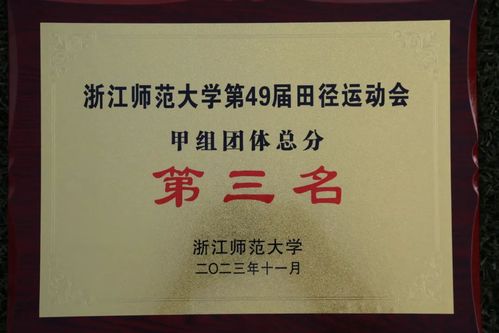 浙江师范大学第49届田径运动会
甲组团体总分
第三名
浙江师范大学
二〇二三年十一月